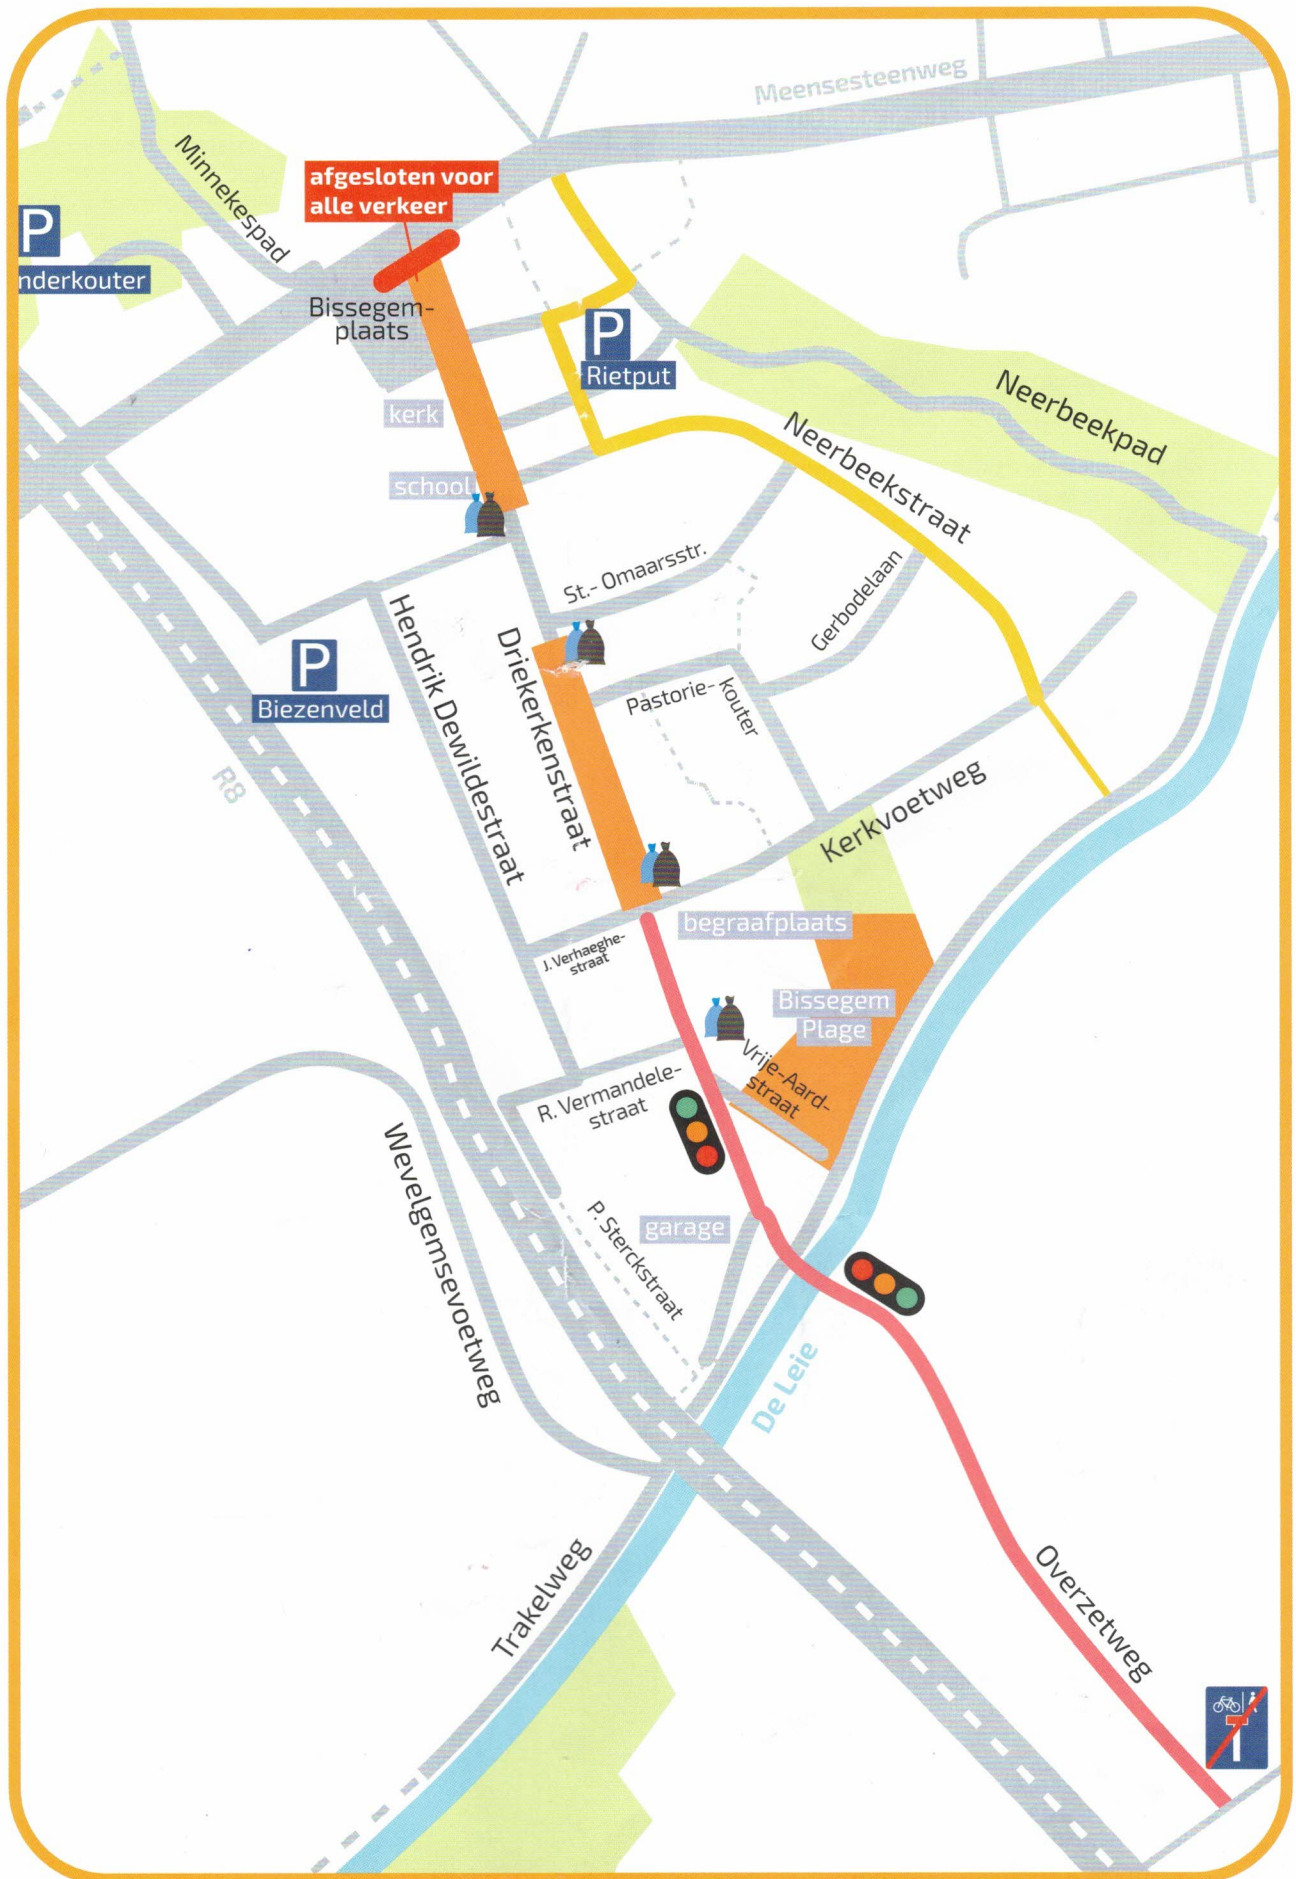 Meensesteenweg
Minnekespad
afgesloten voor
alle verkeer
P
nderkouter
Bissegem-
plaats
P
Rietput
kerk
Neerbeekpad
Neerbeekstraat
school
St.- Omaarsstr.
Gerbodelaan
Hendrik Dewildestraat
Driekerkenstraat
P
Biezenveld
Pastorie-
kouter
R8
Kerkvoetweg
begraafplaats
J. Verhaeghe-
straat
Bissegem
Plage
Vrije-Aard-
straat
R. Vermandele-
straat
Wevelgemsevoetweg
P. Sterckstraat
garage
De Leie
Trakelweg
Overzetweg